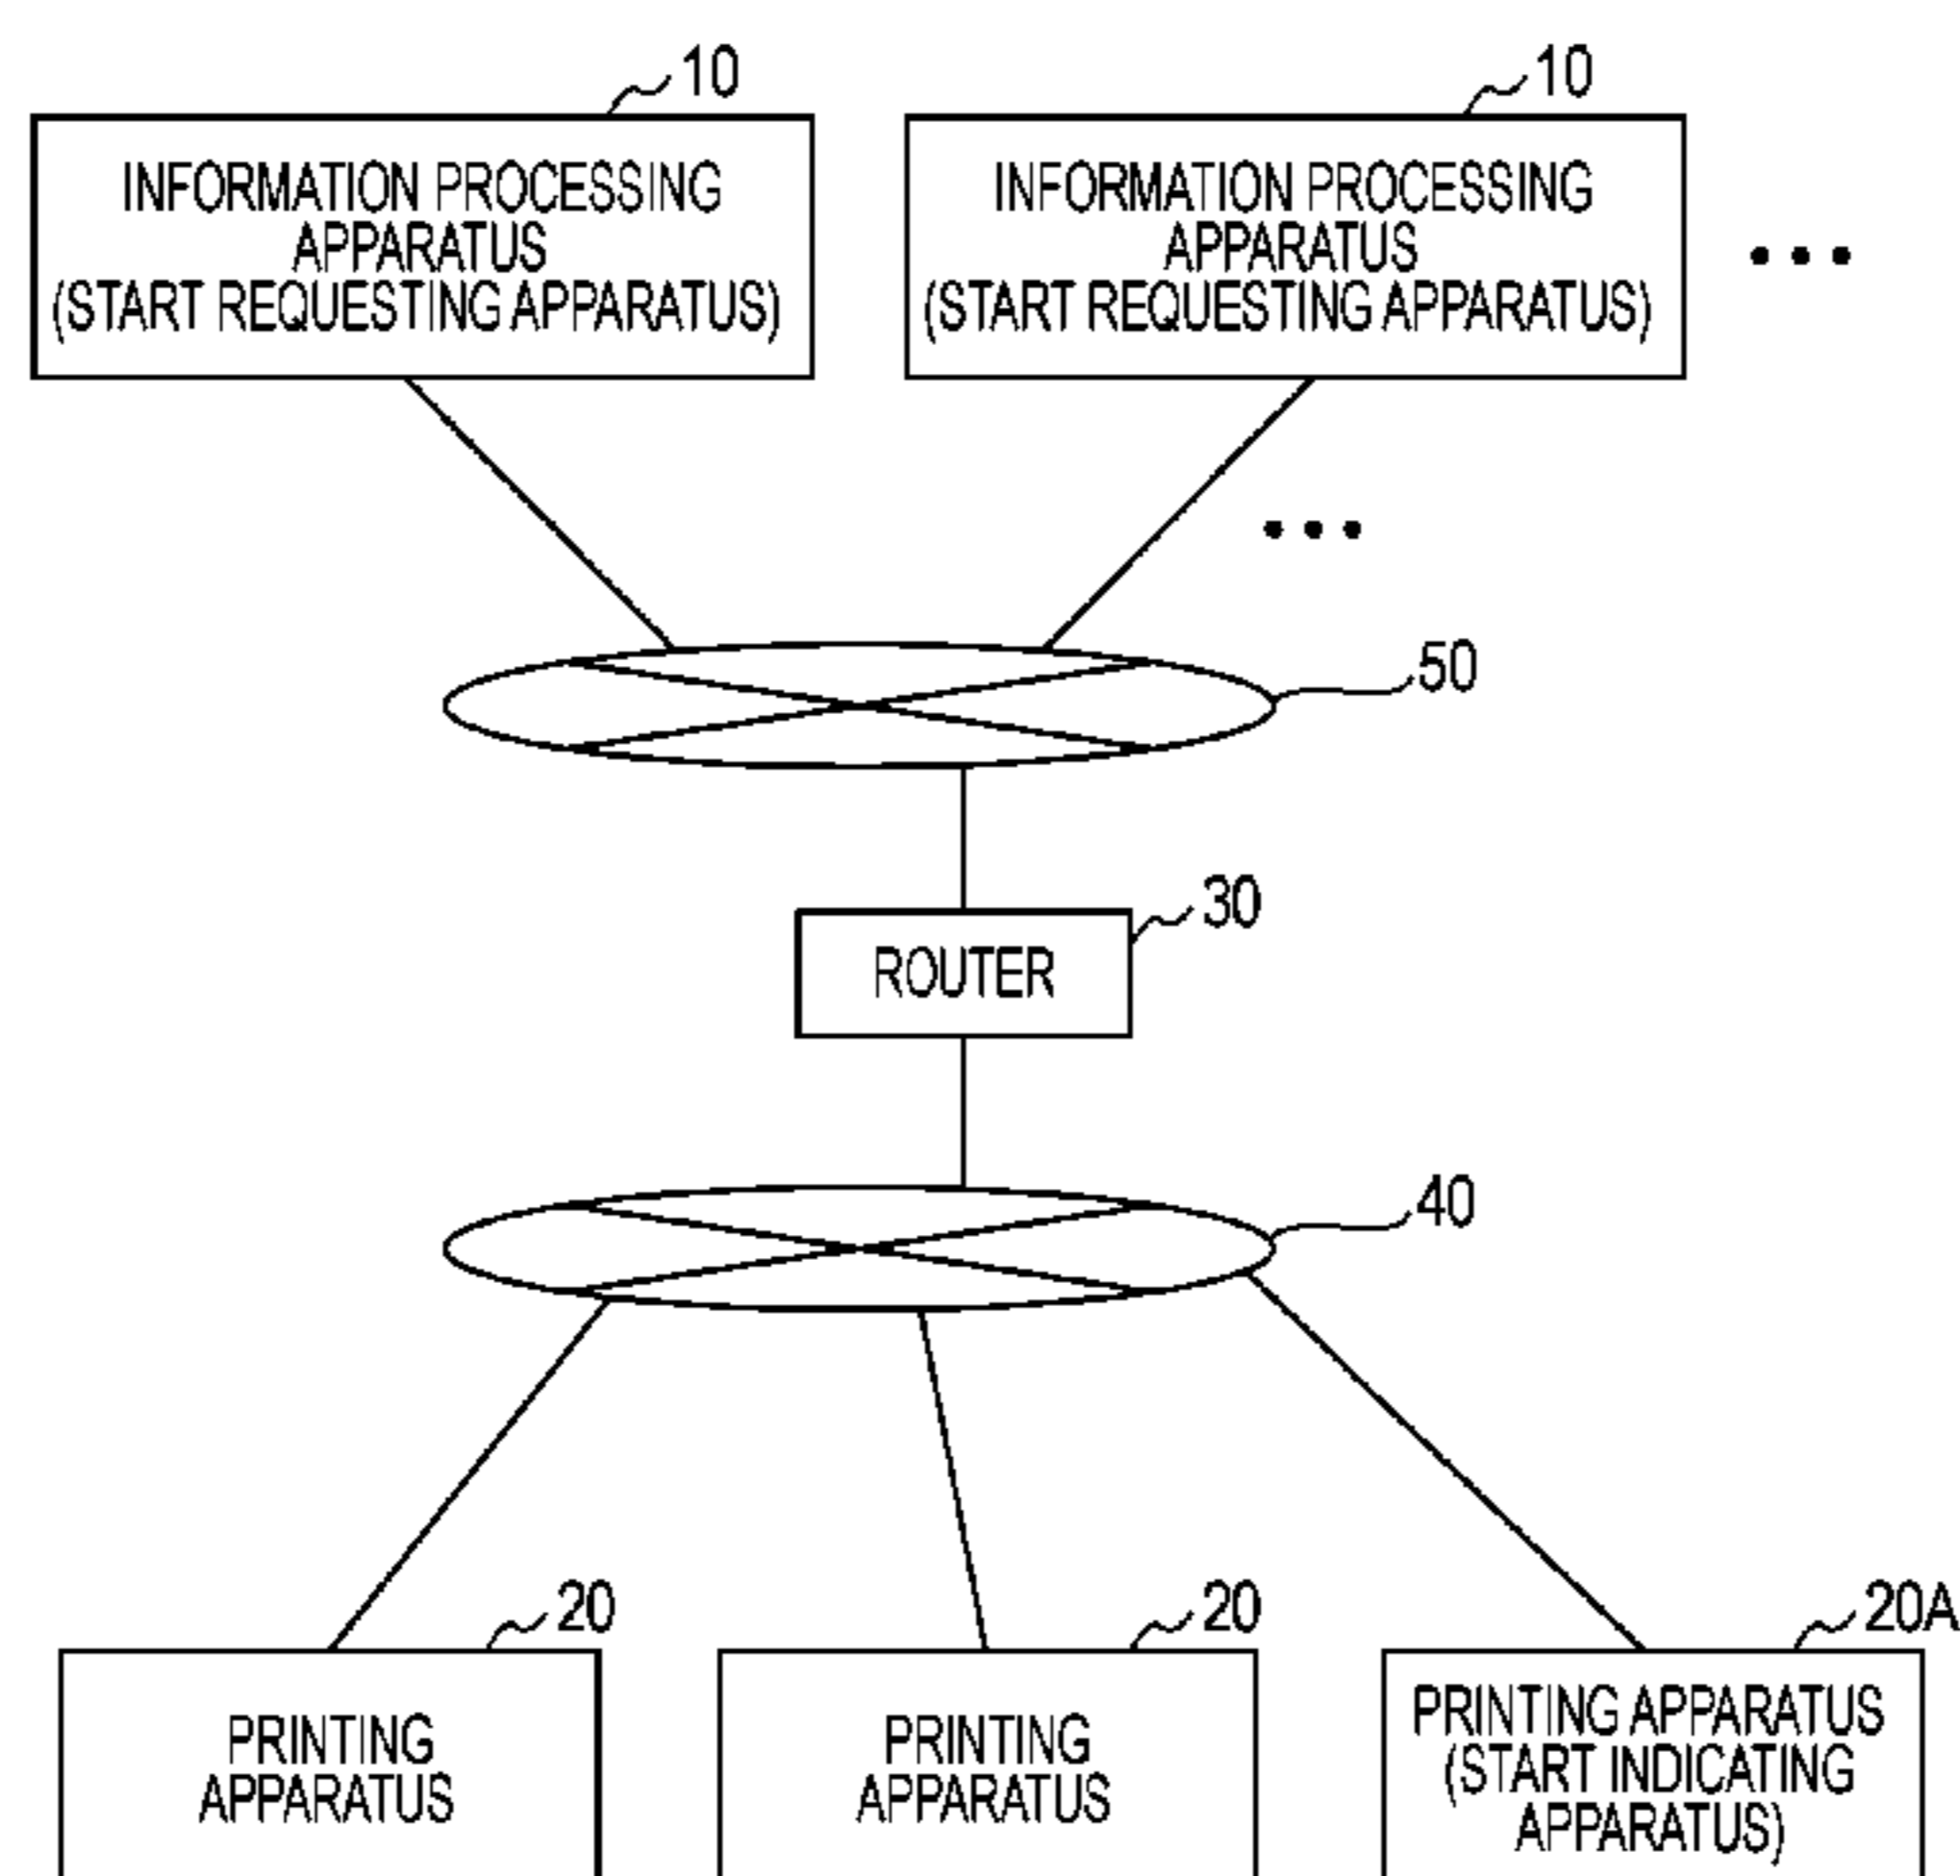 10
10
INFORMATION PROCESSING
APPARATUS
(START REQUESTING APPARATUS)
INFORMATION PROCESSING
APPARATUS
(START REQUESTING APPARATUS)
50
30
ROUTER
40
20
20
20A
PRINTING
APPARATUS
PRINTING
APPARATUS
PRINTING APPARATUS
(START INDICATING
APPARATUS)